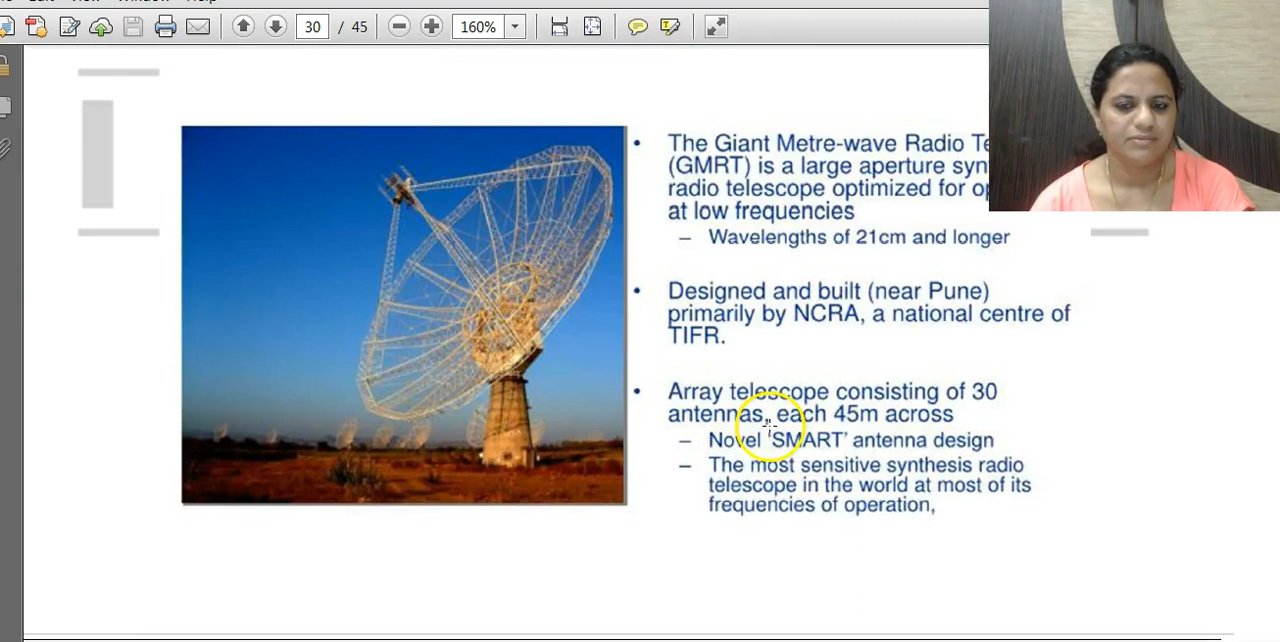 30 / 45
160%
The Giant Metre-wave Radio
(GMRT) is a large aperture
radio telescope optimized for
at low frequencies
– Wavelengths of 21cm and longer
Designed and built (near Pune)
primarily by NCRA, a national centre of
TIFR.
Array telescope consisting of 30
antennas, each 45m across
– Novel 'SMART' antenna design
– The most sensitive synthesis radio
telescope in the world at most of its
frequencies of operation,